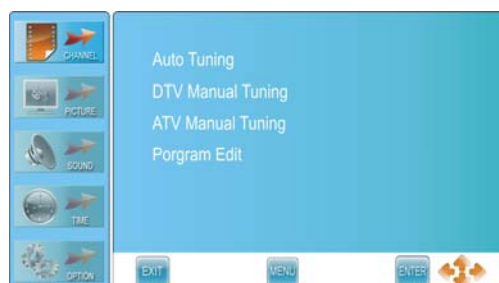 CHANNEL
PICTURE
SOUND
TIME
OPTION
Auto Tuning
DTV Manual Tuning
ATV Manual Tuning
Porgram Edit
EXIT
MENU
ENTER